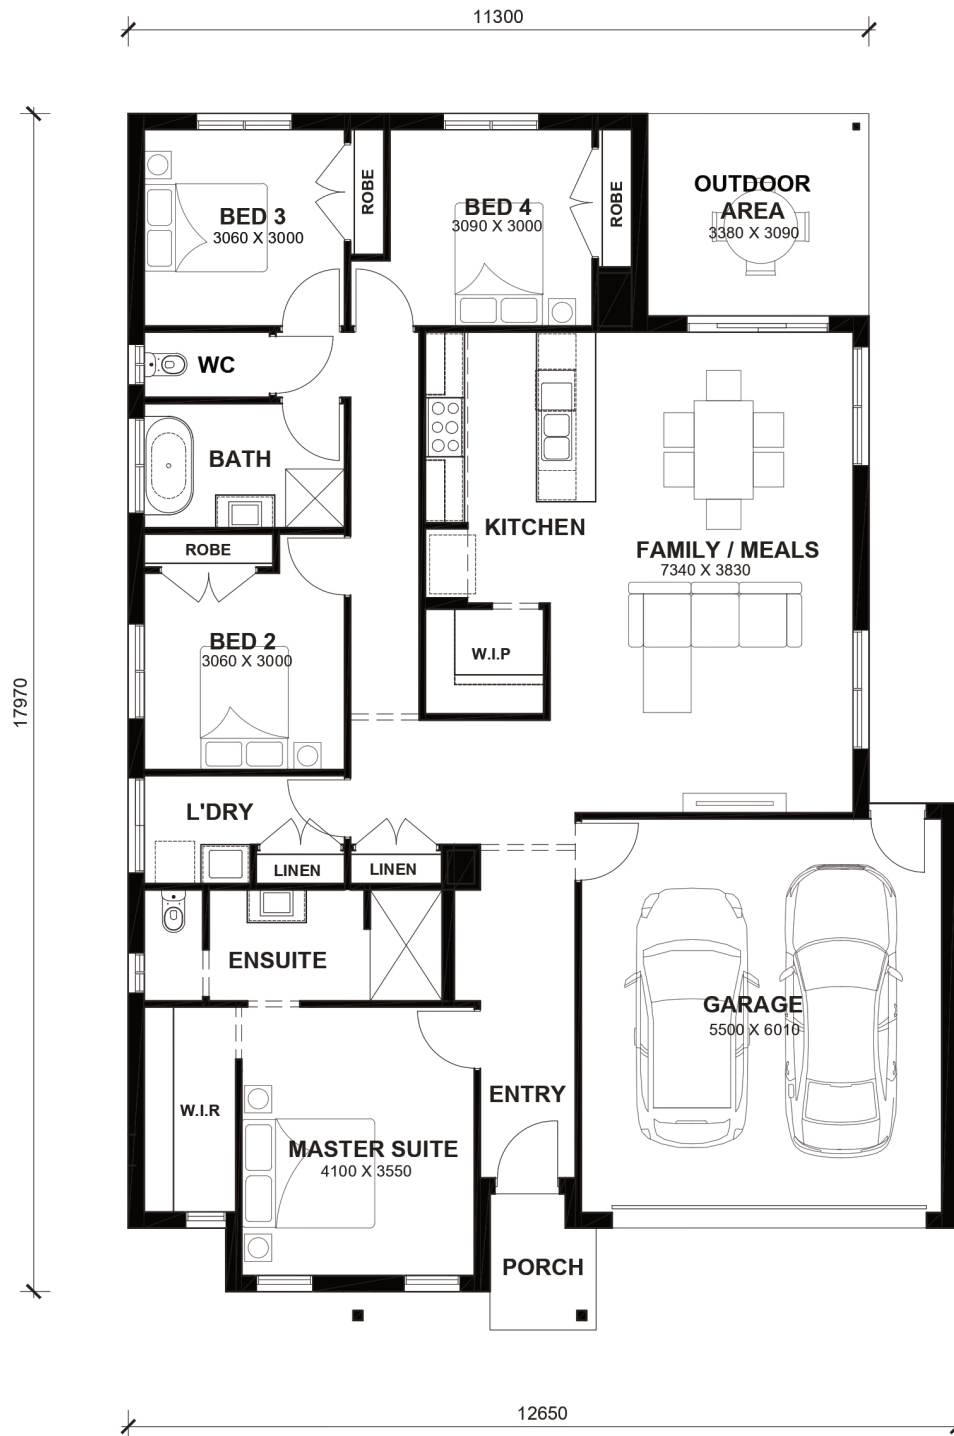 11300
17970
BED 3
3060 X 3000
ROBE
BED 4
3090 X 3000
ROBE
OUTDOOR
AREA
3380 X 3090
WC
BATH
ROBE
KITCHEN
FAMILY / MEALS
7340 X 3830
BED 2
3060 X 3000
W.I.P
L'DRY
LINEN
LINEN
ENSUITE
GARAGE
5500 X 6010
W.I.R
ENTRY
MASTER SUITE
4100 X 3550
PORCH
12650